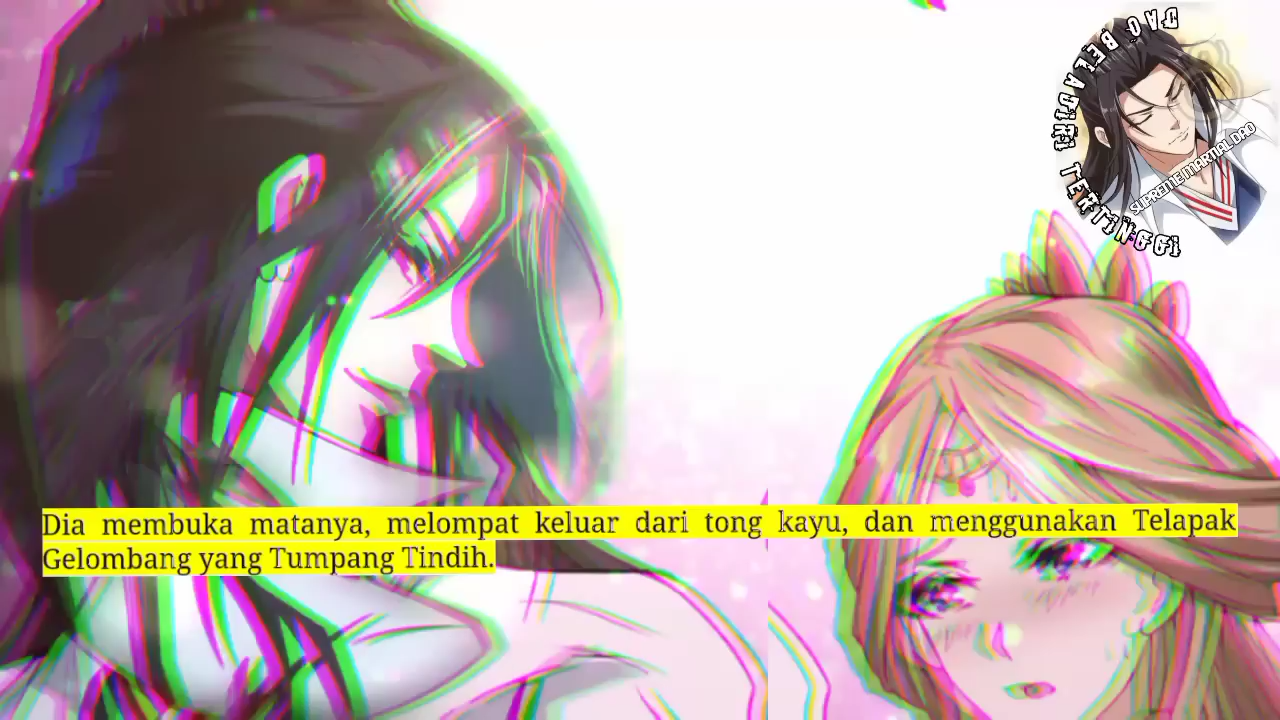 DAO BELADIRI TERTINGGI
SUPREME MARTIAL DAO
Dia membuka matanya, melompat keluar dari tong kayu, dan menggunakan Telapak
Gelombang yang Tumpang Tindih.